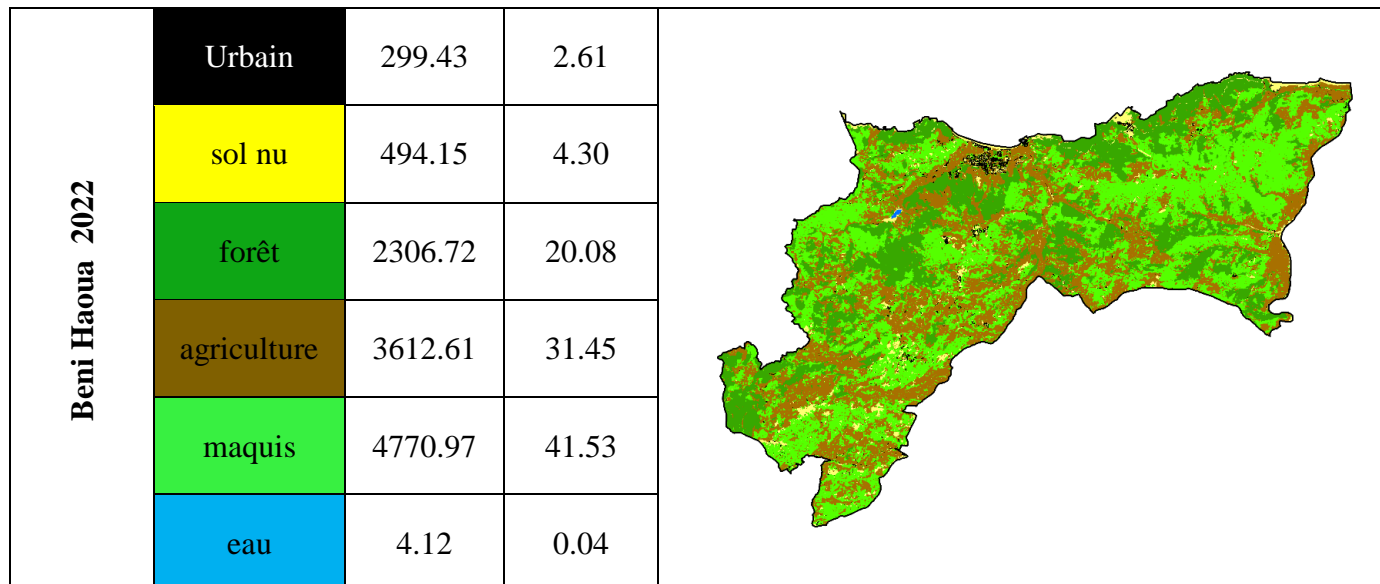 Beni Haoua 2022
Urbain 299.43 2.61
sol nu 494.15 4.30
forêt 2306.72 20.08
agriculture 3612.61 31.45
maquis 4770.97 41.53
eau 4.12 0.04